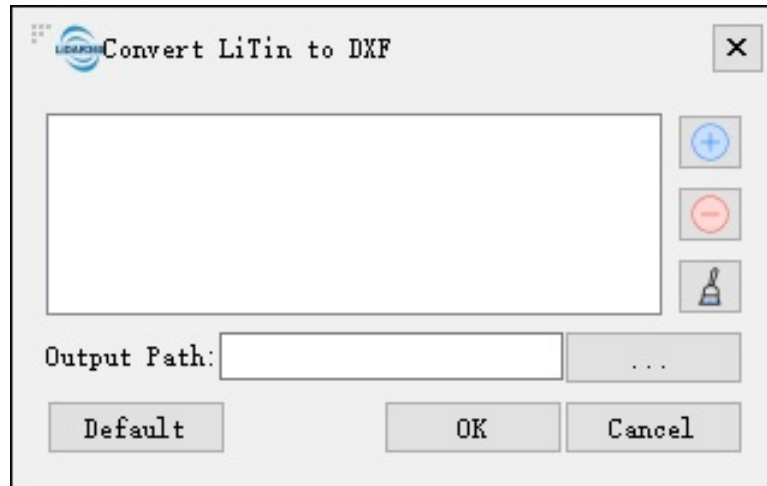 Convert LiTin to DXF
Output Path:
...
Default
OK
Cancel